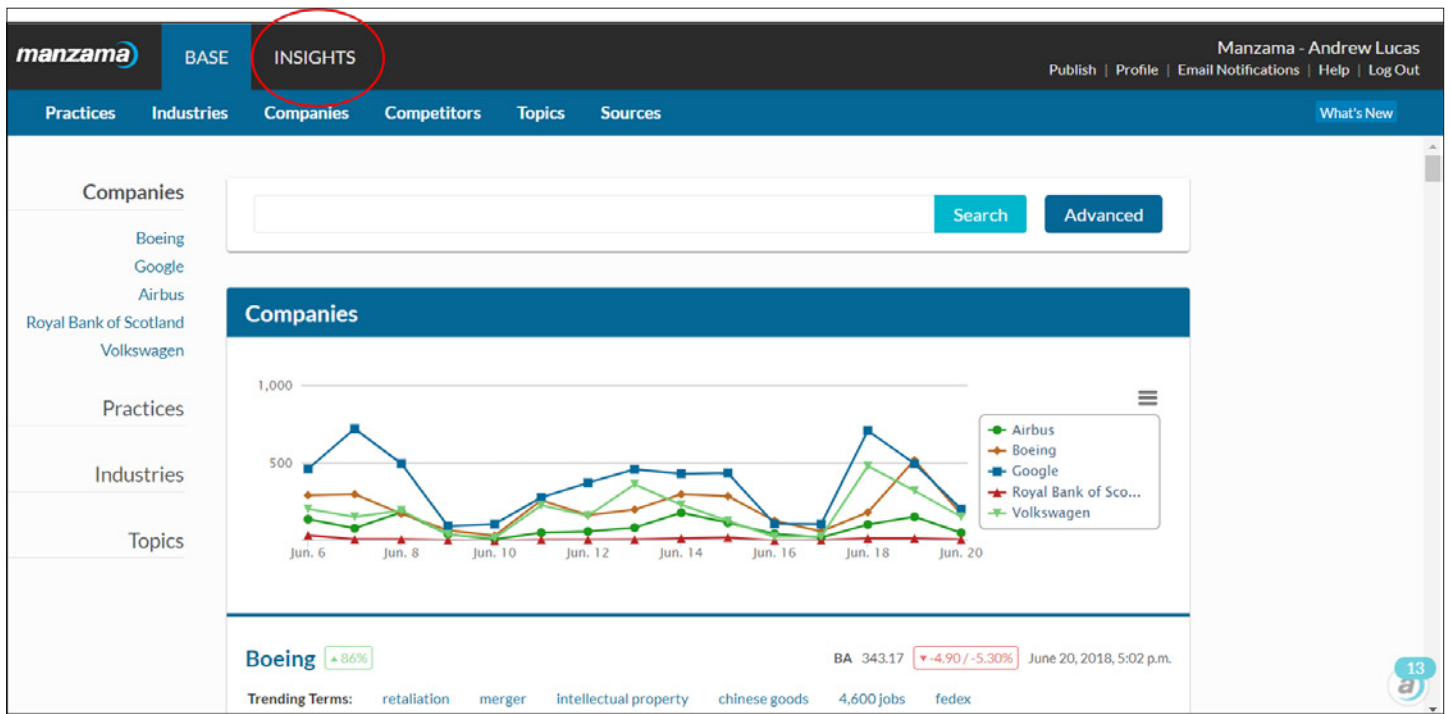 manzama BASE INSIGHTS
Manzama - Andrew Lucas
Publish | Profile | Email Notifications | Help | Log Out
Practices Industries Companies Competitors Topics Sources What's New
Companies
Boeing
Google
Airbus
Royal Bank of Scotland
Volkswagen
Practices
Industries
Topics
Search Advanced
Companies
1,000
500
Jun. 6 Jun. 8 Jun. 10 Jun. 12 Jun. 14 Jun. 16 Jun. 18 Jun. 20
Airbus
Boeing
Google
Royal Bank of Sco...
Volkswagen
Boeing 86% BA 343.17 -4.90 / -5.30% June 20, 2018, 5:02 p.m.
Trending Terms: retaliation merger intellectual property chinese goods 4,600 jobs fedex
13
a